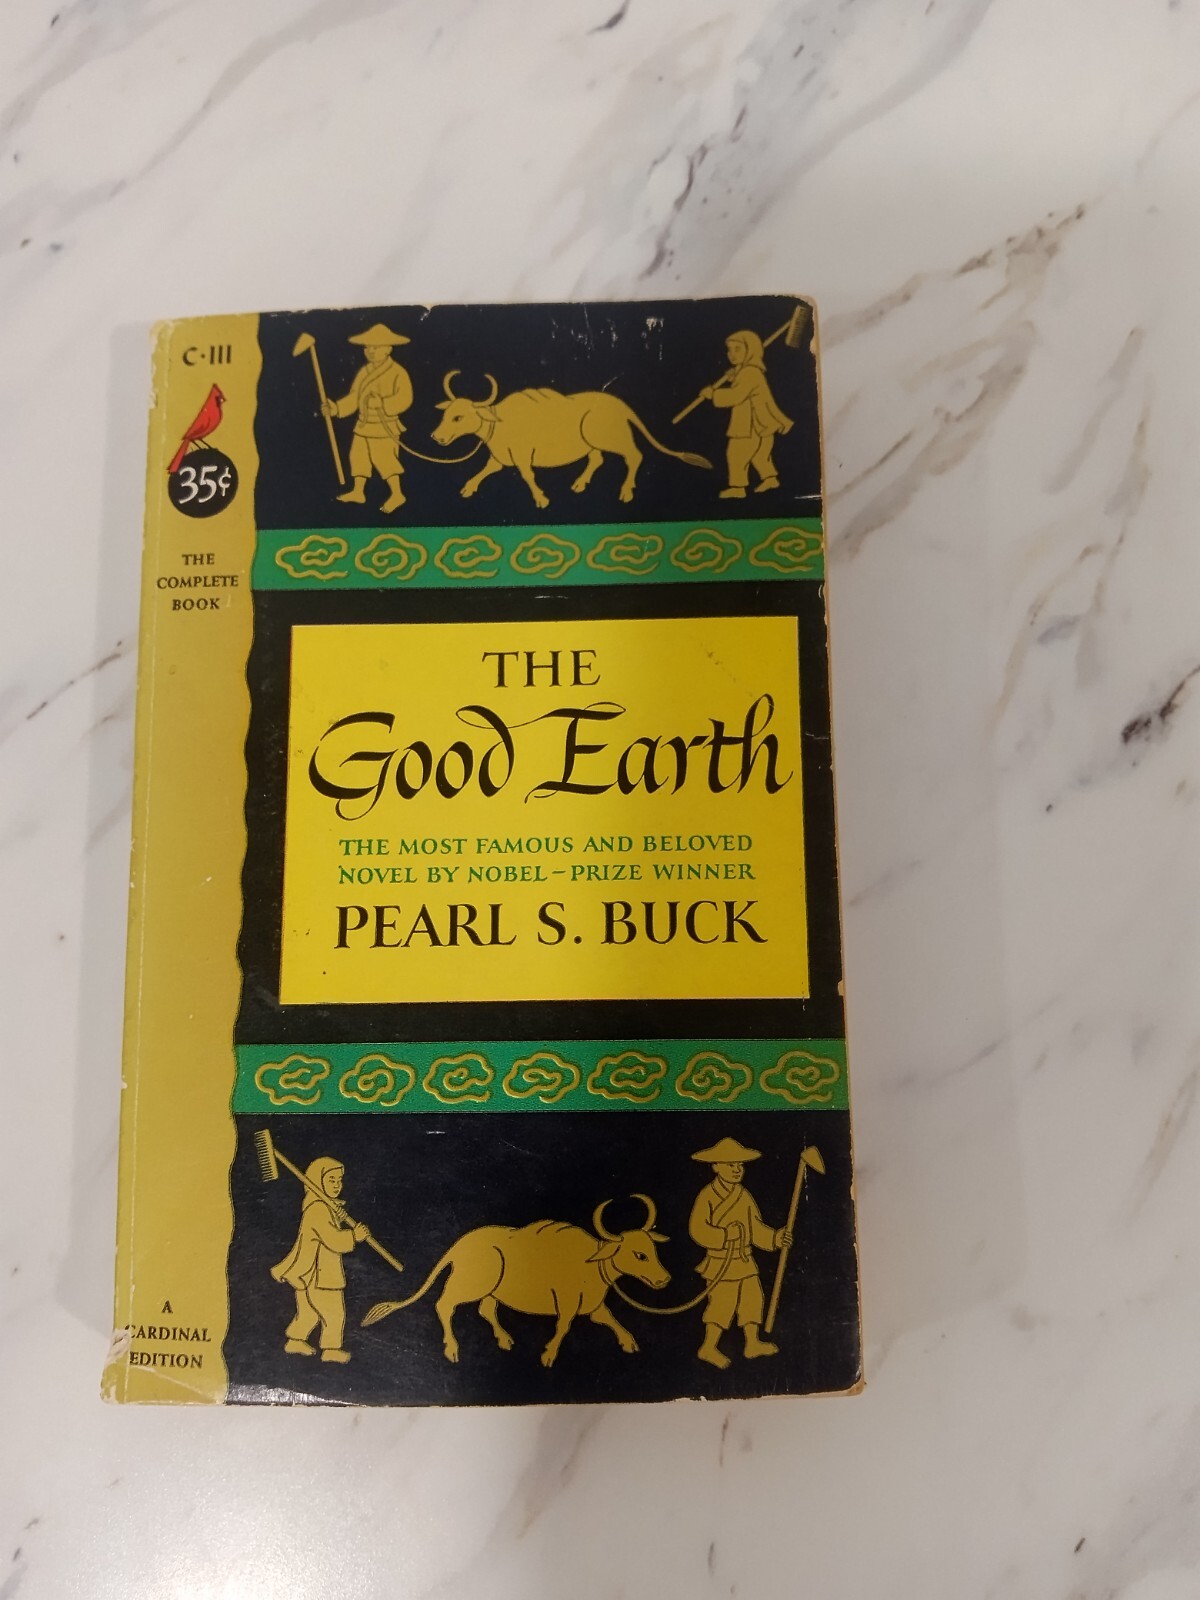 C·111
35¢
THE
COMPLETE
BOOK
THE
Good Earth
THE MOST FAMOUS AND BELOVED
NOVEL BY NOBEL-PRIZE WINNER
PEARL S. BUCK
A
CARDINAL
EDITION